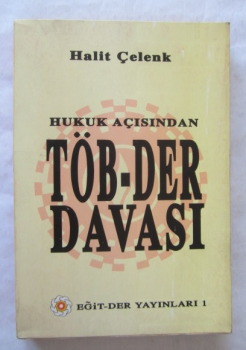 Halit Çelenk
HUKUK AÇISINDAN
TÖB-DER
DAVASI
EĞİT-DER YAYINLARI 1